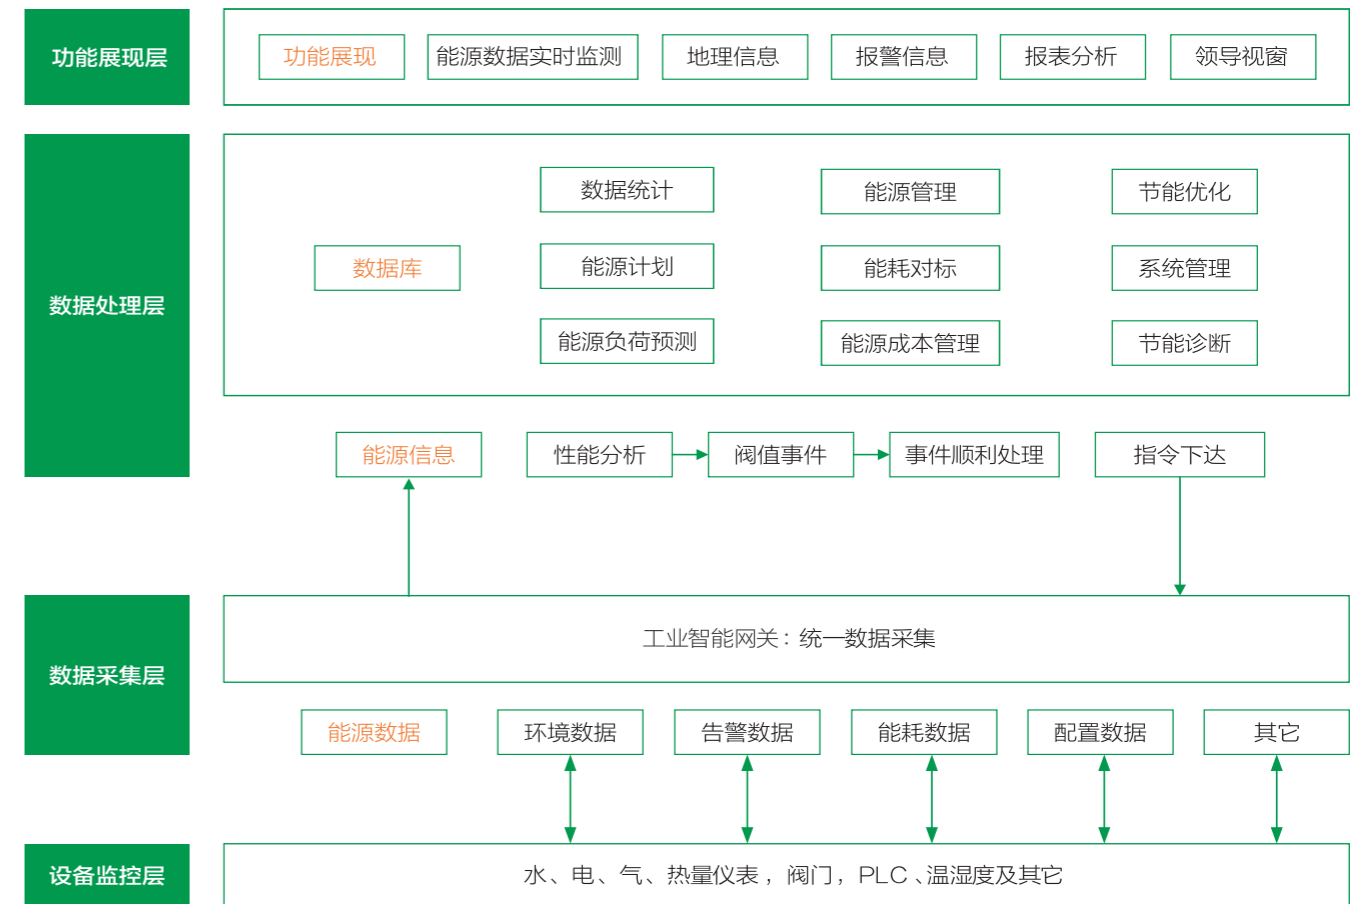 功能展现层
功能展现
能源数据实时监测
地理信息
报警信息
报表分析
领导视窗
数据处理层
数据库
数据统计
能源管理
节能优化
能源计划
能耗对标
系统管理
能源负荷预测
能源成本管理
节能诊断
能源信息
性能分析
阀值事件
事件顺利处理
指令下达
数据采集层
工业智能网关：统一数据采集
能源数据
环境数据
告警数据
能耗数据
配置数据
其它
设备监控层
水、电、气、热量仪表，阀门，PLC、温湿度及其它